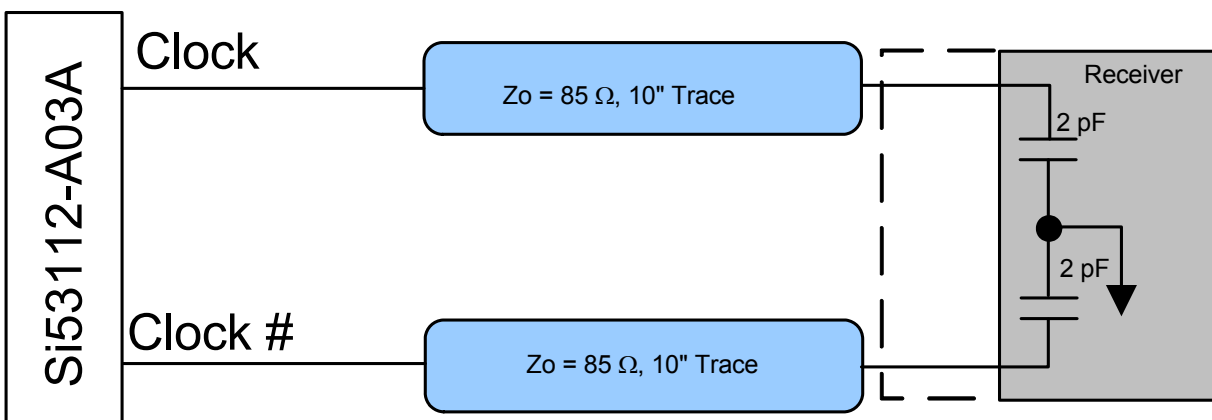 Si53112-A03A
Clock
Zo = 85 Ω, 10" Trace
Receiver
2 pF
2 pF
Clock #
Zo = 85 Ω, 10" Trace